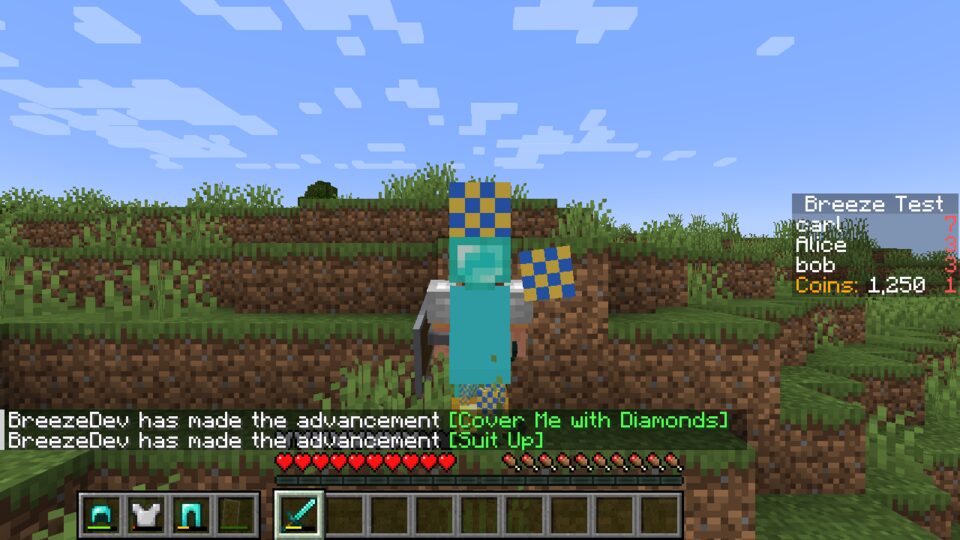 Breeze Test
carl 7
Alice 3
bob 3
Coins: 1,250 1
BreezeDev has made the advancement [Cover Me with Diamonds]
BreezeDev has made the advancement [Suit Up]